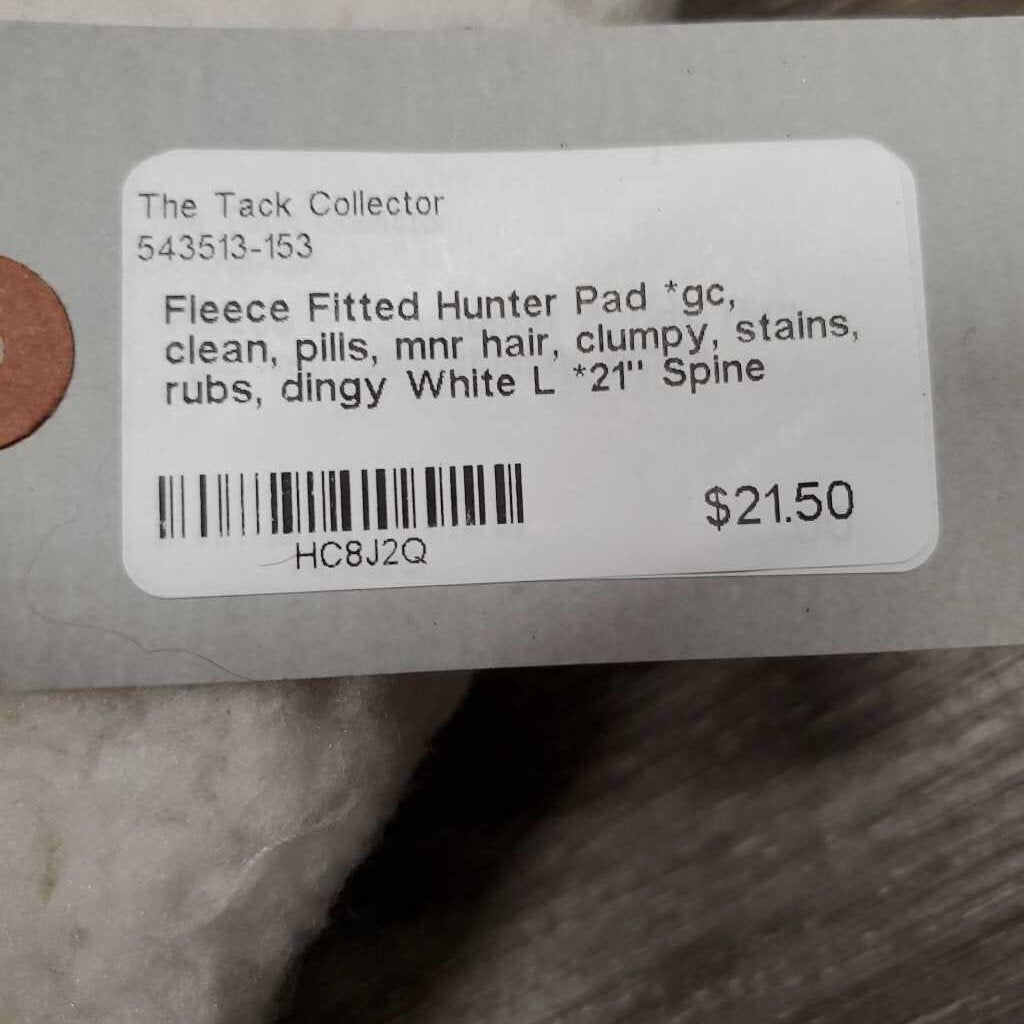 The Tack Collector
543513-153
Fleece Fitted Hunter Pad *gc,
clean, pills, mnr hair, clumpy, stains,
rubs, dingy White L *21" Spine
$21.50
HC8J2Q